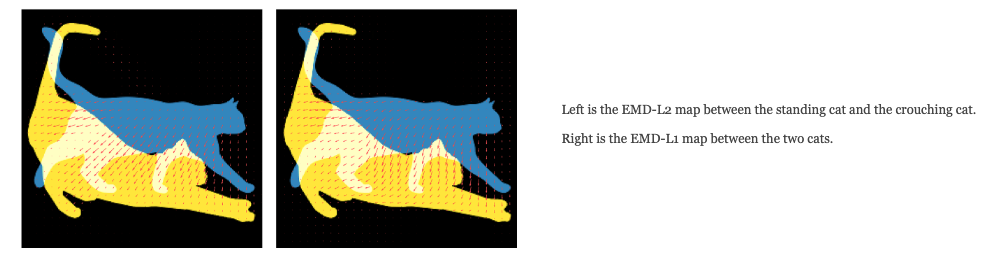 Left is the EMD-L2 map between the standing cat and the crouching cat.
Right is the EMD-L1 map between the two cats.